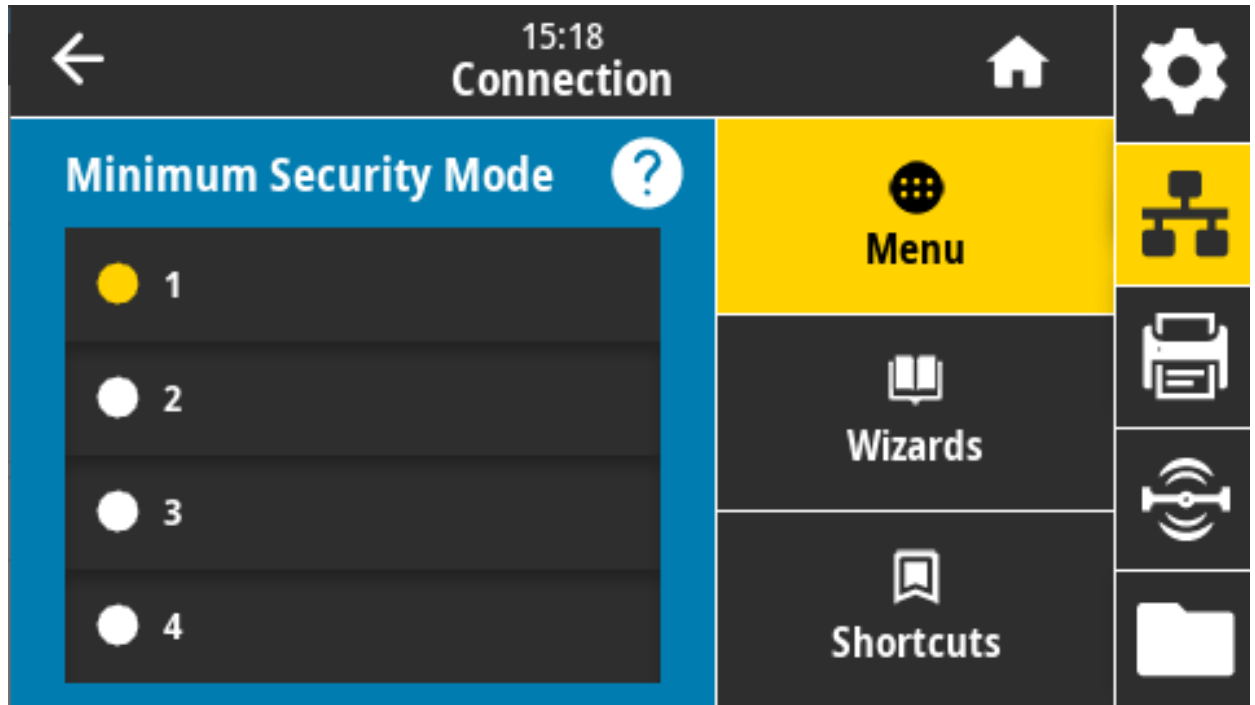 15:18
Connection
Minimum Security Mode
?
1
2
3
4
Menu
Wizards
Shortcuts